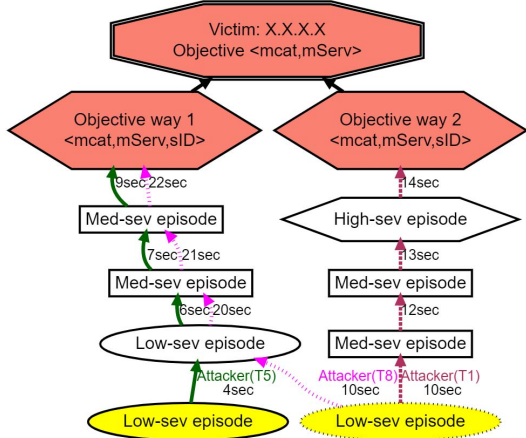 Victim: X.X.X.X
Objective <mcat,mServ>
Objective way 1
<mcat,mServ,sID>
Objective way 2
<mcat,mServ,sID>
9sec 22sec
14sec
Med-sev episode
High-sev episode
7sec 21sec
13sec
Med-sev episode
Med-sev episode
6sec 20sec
12sec
Low-sev episode
Med-sev episode
Attacker(T5)
4sec
Attacker(T8)
10sec
Attacker(T1)
10sec
Low-sev episode
Low-sev episode